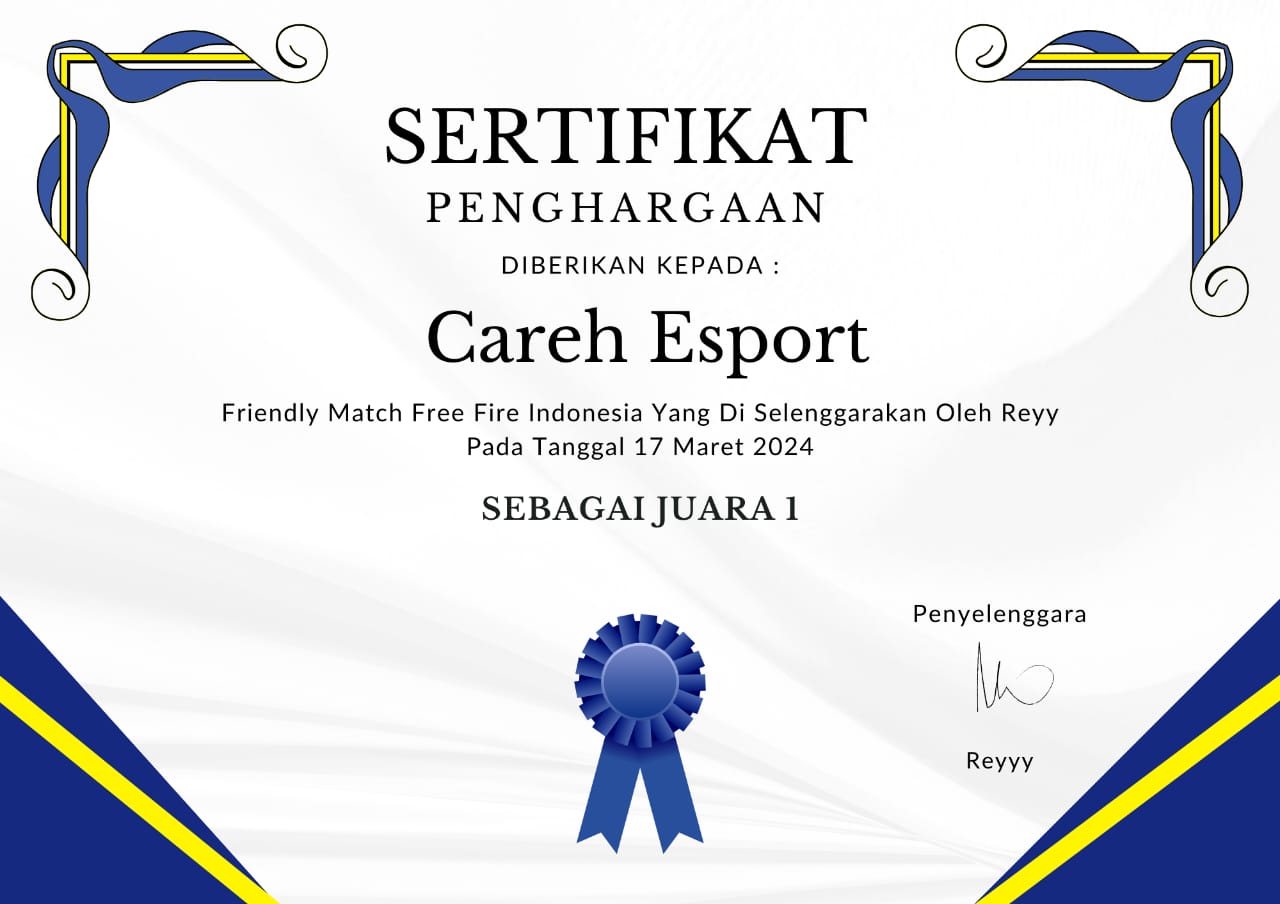 SERTIFIKAT
PENGHARGAAN
DIBERIKAN KEPADA :
Careh Esport
Friendly Match Free Fire Indonesia Yang Di Selenggarakan Oleh Reyy
Pada Tanggal 17 Maret 2024
SEBAGAI JUARA 1
Penyelenggara
Reyyy